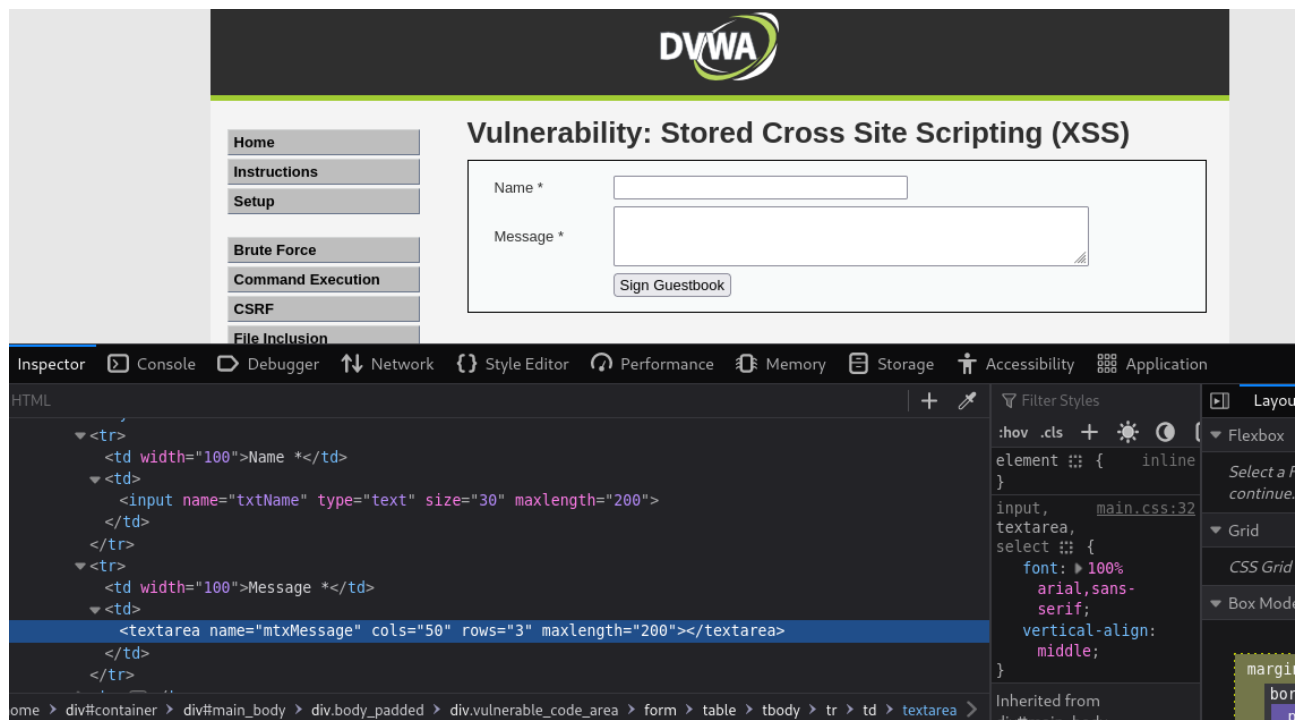 DVWA
Home
Instructions
Setup
Brute Force
Command Execution
CSRF
File Inclusion
Vulnerability: Stored Cross Site Scripting (XSS)
Name *
Message *
Sign Guestbook
Inspector Console Debugger Network Style Editor Performance Memory Storage Accessibility Application
HTML
<tr>
<td width="100">Name *</td>
<td>
<input name="txtName" type="text" size="30" maxlength="200">
</td>
</tr>
<tr>
<td width="100">Message *</td>
<td>
<textarea name="mtxMessage" cols="50" rows="3" maxlength="200"></textarea>
</td>
</tr>
ome > div#container > div#main_body > div.body_padded > div.vulnerable_code_area > form > table > tbody > tr > td > textarea >
Filter Styles
:hov .cls
element { inline
}
input, main.css:32
textarea,
select {
font: 100%
arial,sans-
serif;
vertical-align:
middle;
}
Inherited from
Layou
Flexbox
Select a F
continue.
Grid
CSS Grid
Box Mode
margin
bor